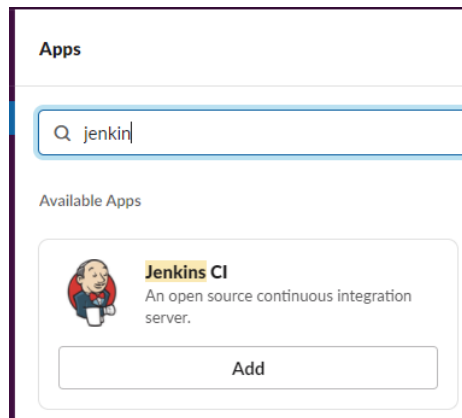 Apps
jenkin
Available Apps
Jenkins CI
An open source continuous integration
server.
Add